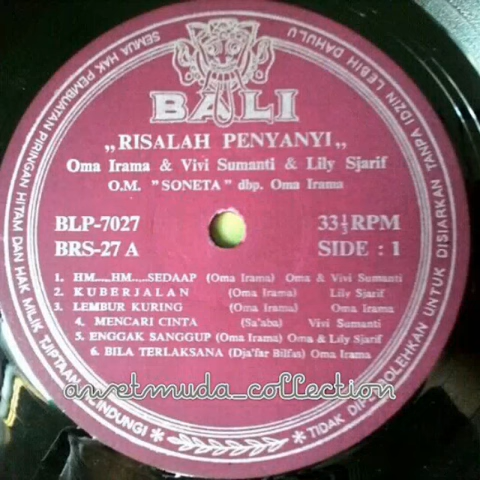 SEMUA HAK PEMBUATAN PIRINGAN HITAM DAN HAK MILIK TJIPTAAN DILINDUNGI
TIDAK DIPERBOLEHKAN UNTUK DISIARKAN TANPA IDZIN LEBIH DAHULU
BALI
„RISALAH PENYANYI„
Oma Irama & Vivi Sumanti & Lily Sjarif
O.M. "SONETA" dbp. Oma Irama
BLP-7027 33⅓ RPM
BRS-27 A SIDE : 1
1. HM.....HM.....SEDAAP (Oma Irama) Oma & Vivi Sumanti
2. KUBERJALAN (Oma Irama) Lily Sjarif
3. LEMBUR KURING (Oma Irama) Oma Irama
4. MENCARI CINTA (Sa'aba) Vivi Sumanti
5. ENGGAK SANGGUP (Oma Irama) Oma & Lily Sjarif
6. BILA TERLAKSANA (Dja'far Bilfas) Oma Irama
awetmuda_collection